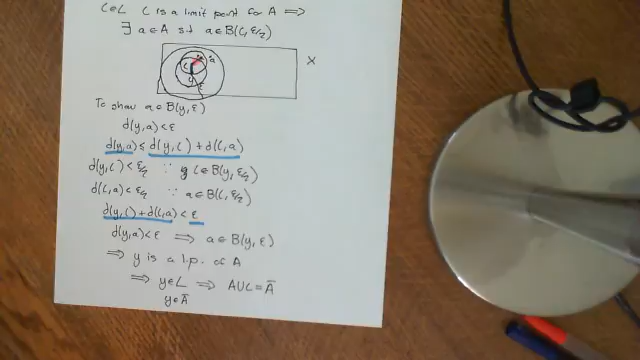 l ∈ L  l is a limit point for A ⟹
∃ a ∈ A st a ∈ B(l, ε/2)
X
l a
y ε
To show a ∈ B(y, ε)
d(y,a) < ε
d(y,a) ≤ d(y,l) + d(l,a)
d(y,l) < ε/2 ∵ l ∈ B(y, ε/2)
d(l,a) < ε/2 ∵ a ∈ B(l, ε/2)
d(y,l) + d(l,a) < ε
d(y,a) < ε ⟹ a ∈ B(y, ε)
⟹ y is a l.p. of A
⟹ y ∈ L ⟹ A∪L = Ā
y ∈ Ā